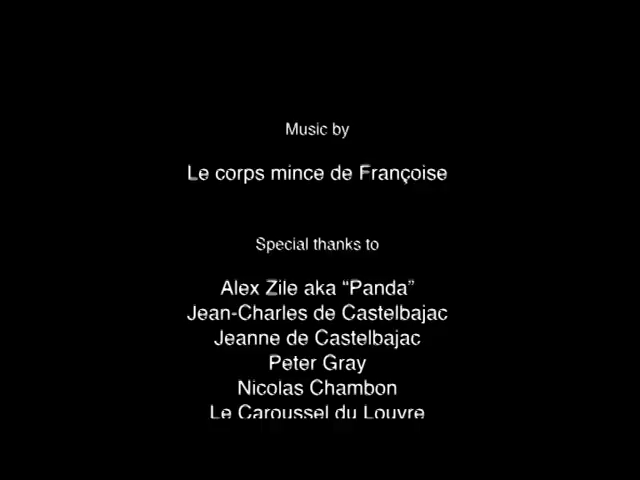 Music by
Le corps mince de Françoise
Special thanks to
Alex Zile aka “Panda”
Jean-Charles de Castelbajac
Jeanne de Castelbajac
Peter Gray
Nicolas Chambon
Le Caroussel du Louvre